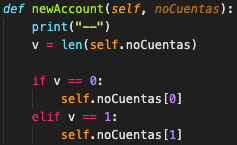 def newAccount(self, noCuentas):
    print("——")
    v = len(self.noCuentas)
    if v == 0:
        self.noCuentas[0]
    elif v == 1:
        self.noCuentas[1]